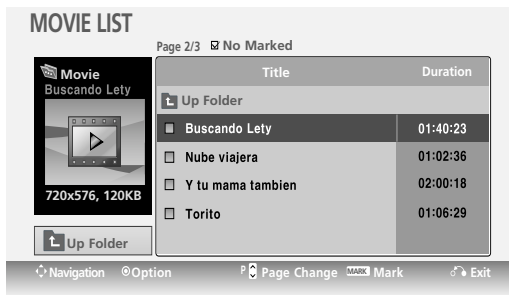 MOVIE LIST
Page 2/3 No Marked
Movie
Buscando Lety
720x576, 120KB
Up Folder
Title Duration
Up Folder
Buscando Lety 01:40:23
Nube viajera 01:02:36
Y tu mama tambien 02:00:18
Torito 01:06:29
Navigation Option P Page Change MARK Mark Exit